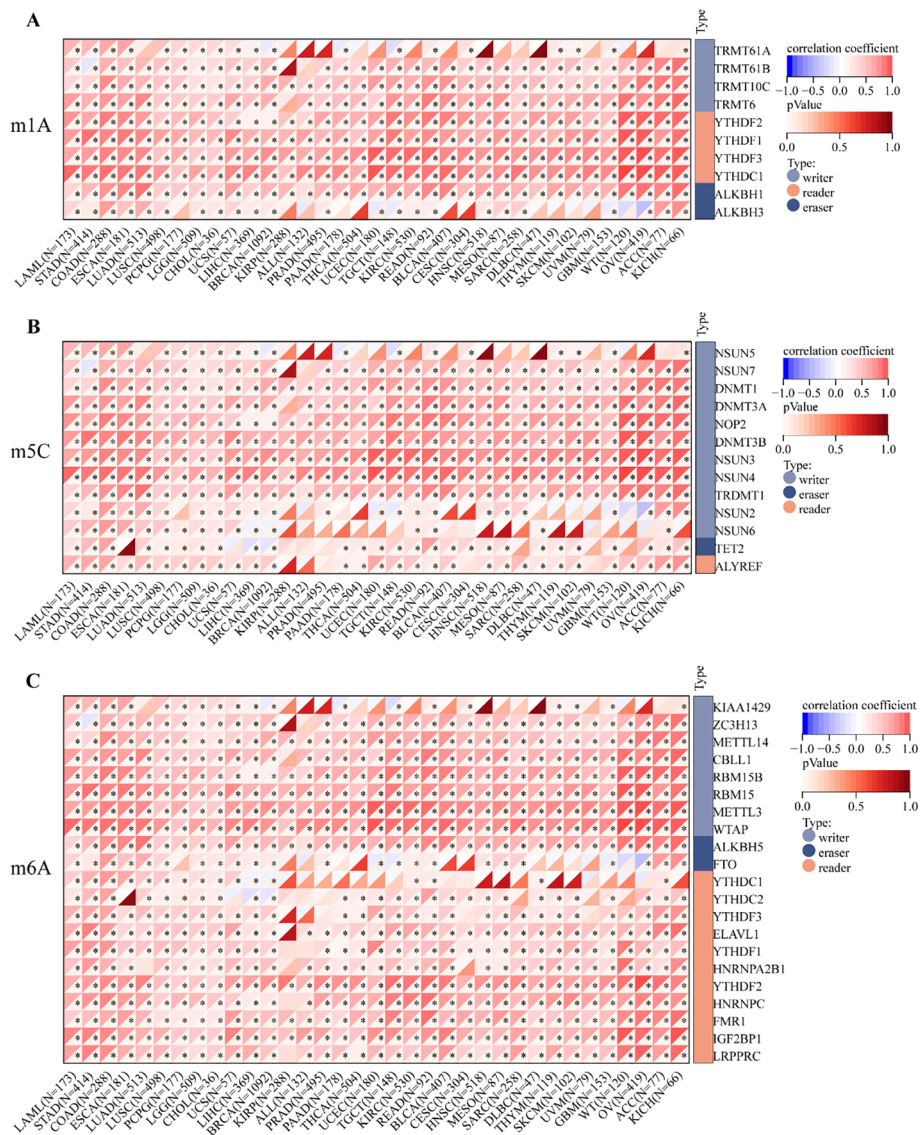 A
Type
TRMT61A
TRMT61B
TRMT10C
TRMT6
YTHDF2
YTHDF1
YTHDF3
YTHDC1
ALKBH1
ALKBH3
m1A
correlation coefficient
−1.0 −0.5 0.0 0.5 1.0
pValue
0.0 0.5 1.0
Type:
writer
reader
eraser
LAML(N=173)
STAD(N=414)
COAD(N=288)
ESCA(N=181)
LUAD(N=513)
LUSC(N=498)
PCPG(N=177)
LGG(N=509)
CHOL(N=36)
UCS(N=57)
LIHC(N=369)
BRCA(N=1092)
KIRP(N=288)
ALL(N=132)
PRAD(N=495)
PAAD(N=178)
THCA(N=504)
UCEC(N=180)
TGCT(N=148)
KIRC(N=530)
READ(N=92)
BLCA(N=407)
CESC(N=304)
HNSC(N=518)
MESO(N=87)
SARC(N=258)
DLBC(N=47)
THYM(N=119)
SKCM(N=102)
UVM(N=79)
GBM(N=153)
WT(N=120)
OV(N=419)
ACC(N=77)
KICH(N=66)
B
Type
NSUN5
NSUN7
DNMT1
DNMT3A
NOP2
DNMT3B
NSUN3
NSUN4
TRDMT1
NSUN2
NSUN6
TET2
ALYREF
m5C
correlation coefficient
−1.0 −0.5 0.0 0.5 1.0
pValue
0.0 0.5 1.0
Type:
writer
eraser
reader
LAML(N=173)
STAD(N=414)
COAD(N=288)
ESCA(N=181)
LUAD(N=513)
LUSC(N=498)
PCPG(N=177)
LGG(N=509)
CHOL(N=36)
UCS(N=57)
LIHC(N=369)
BRCA(N=1092)
KIRP(N=288)
ALL(N=132)
PRAD(N=495)
PAAD(N=178)
THCA(N=504)
UCEC(N=180)
TGCT(N=148)
KIRC(N=530)
READ(N=92)
BLCA(N=407)
CESC(N=304)
HNSC(N=518)
MESO(N=87)
SARC(N=258)
DLBC(N=47)
THYM(N=119)
SKCM(N=102)
UVM(N=79)
GBM(N=153)
WT(N=120)
OV(N=419)
ACC(N=77)
KICH(N=66)
C
Type
KIAA1429
ZC3H13
METTL14
CBLL1
RBM15B
RBM15
METTL3
WTAP
ALKBH5
FTO
YTHDC1
YTHDC2
YTHDF3
ELAVL1
YTHDF1
HNRNPA2B1
YTHDF2
HNRNPC
FMR1
IGF2BP1
LRPPRC
m6A
correlation coefficient
−1.0 −0.5 0.0 0.5 1.0
pValue
0.0 0.5 1.0
Type:
writer
eraser
reader
LAML(N=173)
STAD(N=414)
COAD(N=288)
ESCA(N=181)
LUAD(N=513)
LUSC(N=498)
PCPG(N=177)
LGG(N=509)
CHOL(N=36)
UCS(N=57)
LIHC(N=369)
BRCA(N=1092)
KIRP(N=288)
ALL(N=132)
PRAD(N=495)
PAAD(N=178)
THCA(N=504)
UCEC(N=180)
TGCT(N=148)
KIRC(N=530)
READ(N=92)
BLCA(N=407)
CESC(N=304)
HNSC(N=518)
MESO(N=87)
SARC(N=258)
DLBC(N=47)
THYM(N=119)
SKCM(N=102)
UVM(N=79)
GBM(N=153)
WT(N=120)
OV(N=419)
ACC(N=77)
KICH(N=66)